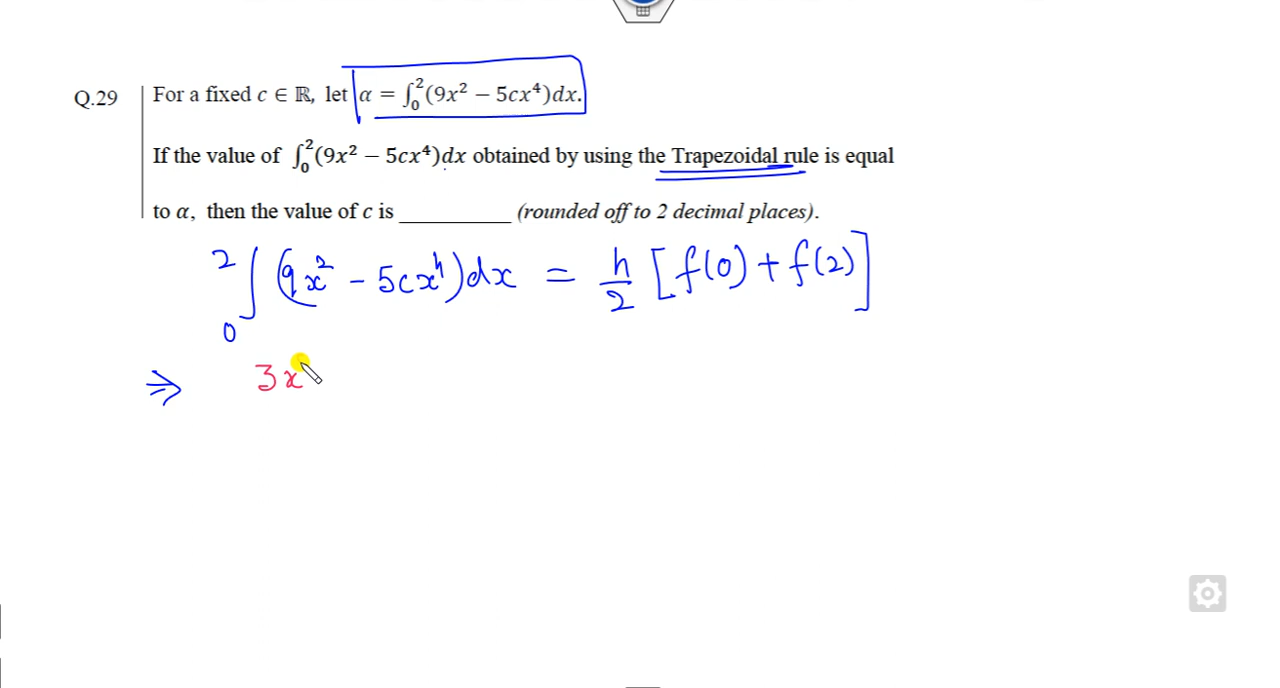 Q.29 For a fixed c ∈ ℝ, let α = ∫₀²(9x² − 5cx⁴)dx.
If the value of ∫₀²(9x² − 5cx⁴)dx obtained by using the Trapezoidal rule is equal
to α, then the value of c is __________ (rounded off to 2 decimal places).
∫₀² (9x² − 5cx⁴)dx = h/2 [f(0) + f(2)]
⇒ 3x